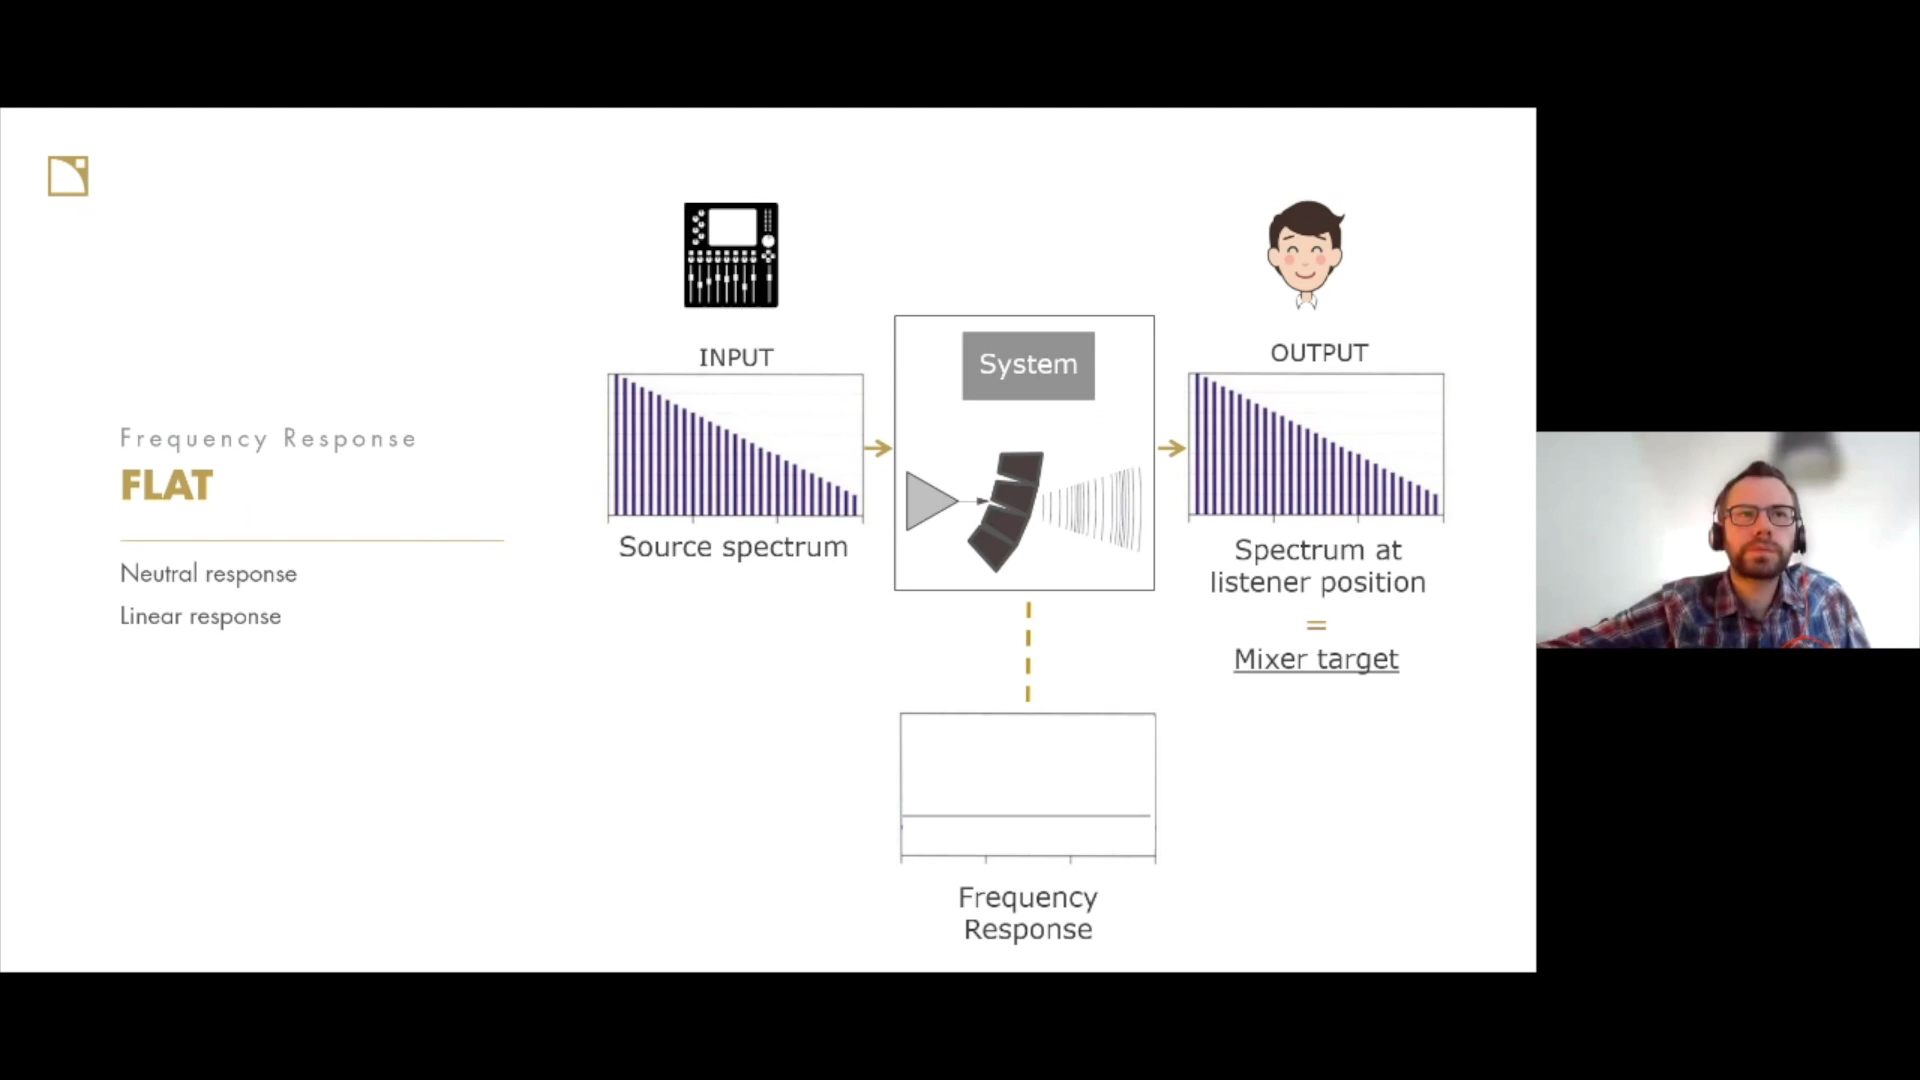 Frequency Response
FLAT
Neutral response
Linear response
INPUT
Source spectrum
System
OUTPUT
Spectrum at
listener position
=
Mixer target
Frequency
Response